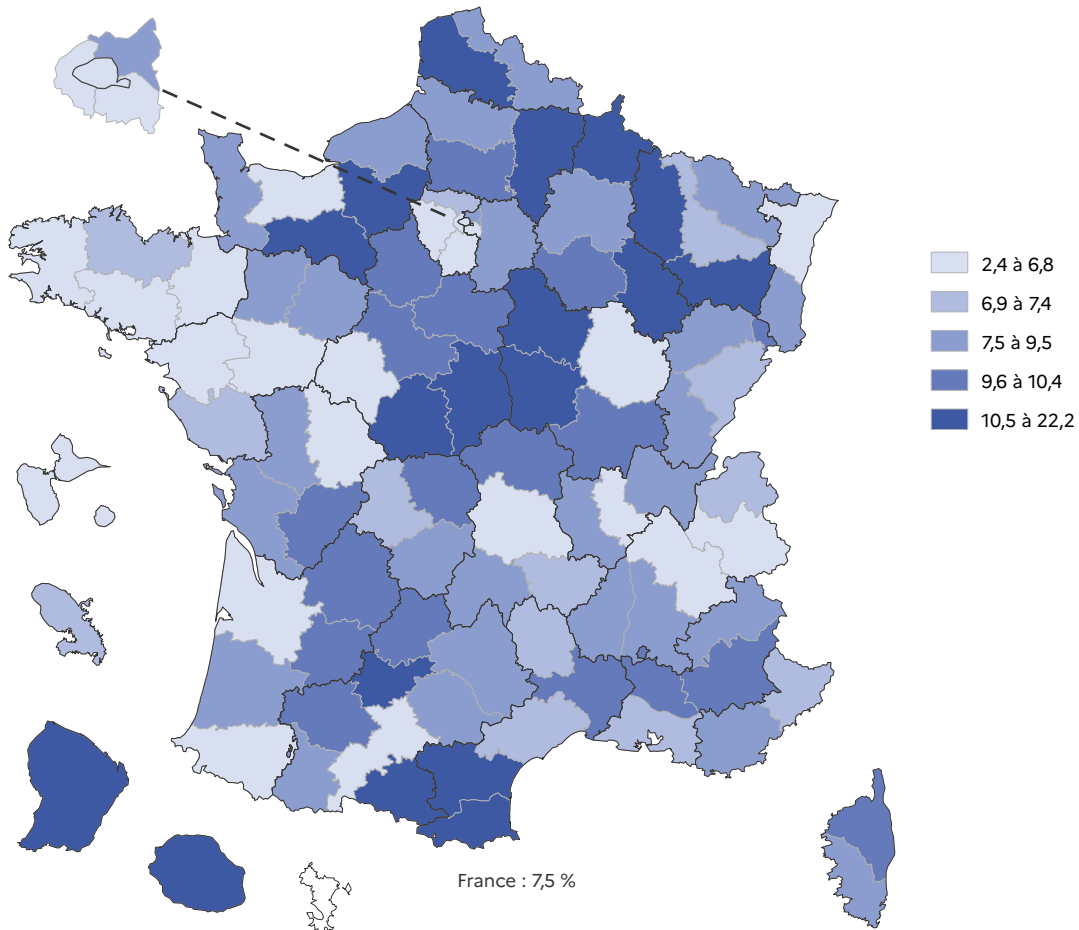 2,4 à 6,8
6,9 à 7,4
7,5 à 9,5
9,6 à 10,4
10,5 à 22,2
France : 7,5 %